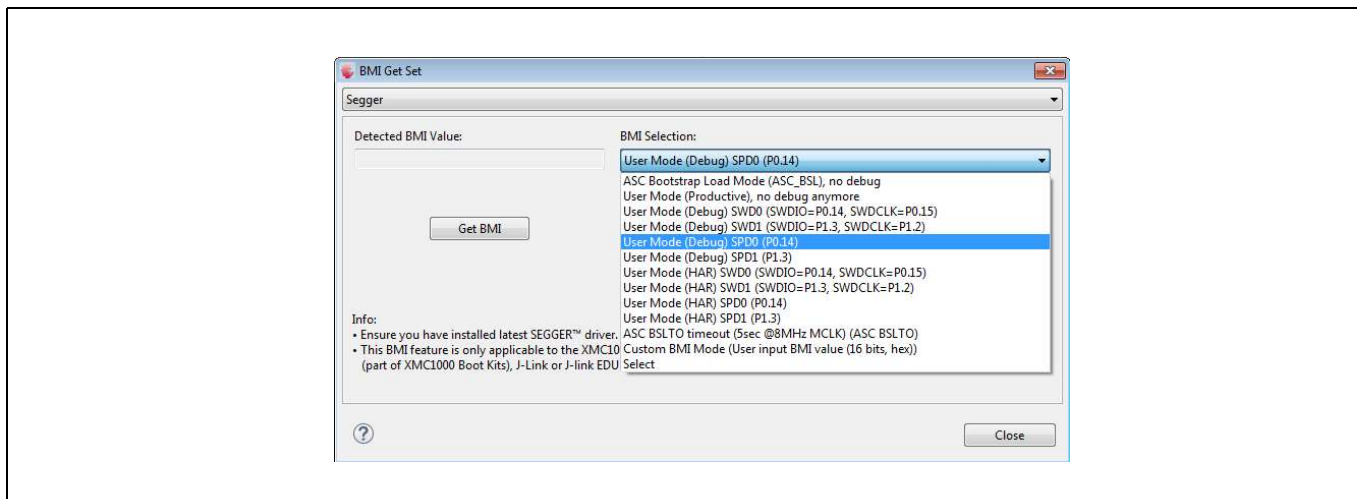 BMI Get Set
Segger
Detected BMI Value:
BMI Selection:
User Mode (Debug) SPD0 (P0.14)
ASC Bootstrap Load Mode (ASC_BSL), no debug
User Mode (Productive), no debug anymore
User Mode (Debug) SWD0 (SWDIO=P0.14, SWDCLK=P0.15)
User Mode (Debug) SWD1 (SWDIO=P1.3, SWDCLK=P1.2)
User Mode (Debug) SPD0 (P0.14)
User Mode (Debug) SPD1 (P1.3)
User Mode (HAR) SWD0 (SWDIO=P0.14, SWDCLK=P0.15)
User Mode (HAR) SWD1 (SWDIO=P1.3, SWDCLK=P1.2)
User Mode (HAR) SPD0 (P0.14)
User Mode (HAR) SPD1 (P1.3)
ASC BSLTO timeout (5sec @8MHz MCLK) (ASC BSLTO)
Custom BMI Mode (User input BMI value (16 bits, hex))
Select
Get BMI
Info:
• Ensure you have installed latest SEGGER™ driver.
• This BMI feature is only applicable to the XMC10
(part of XMC1000 Boot Kits), J-Link or J-link EDU
?
Close